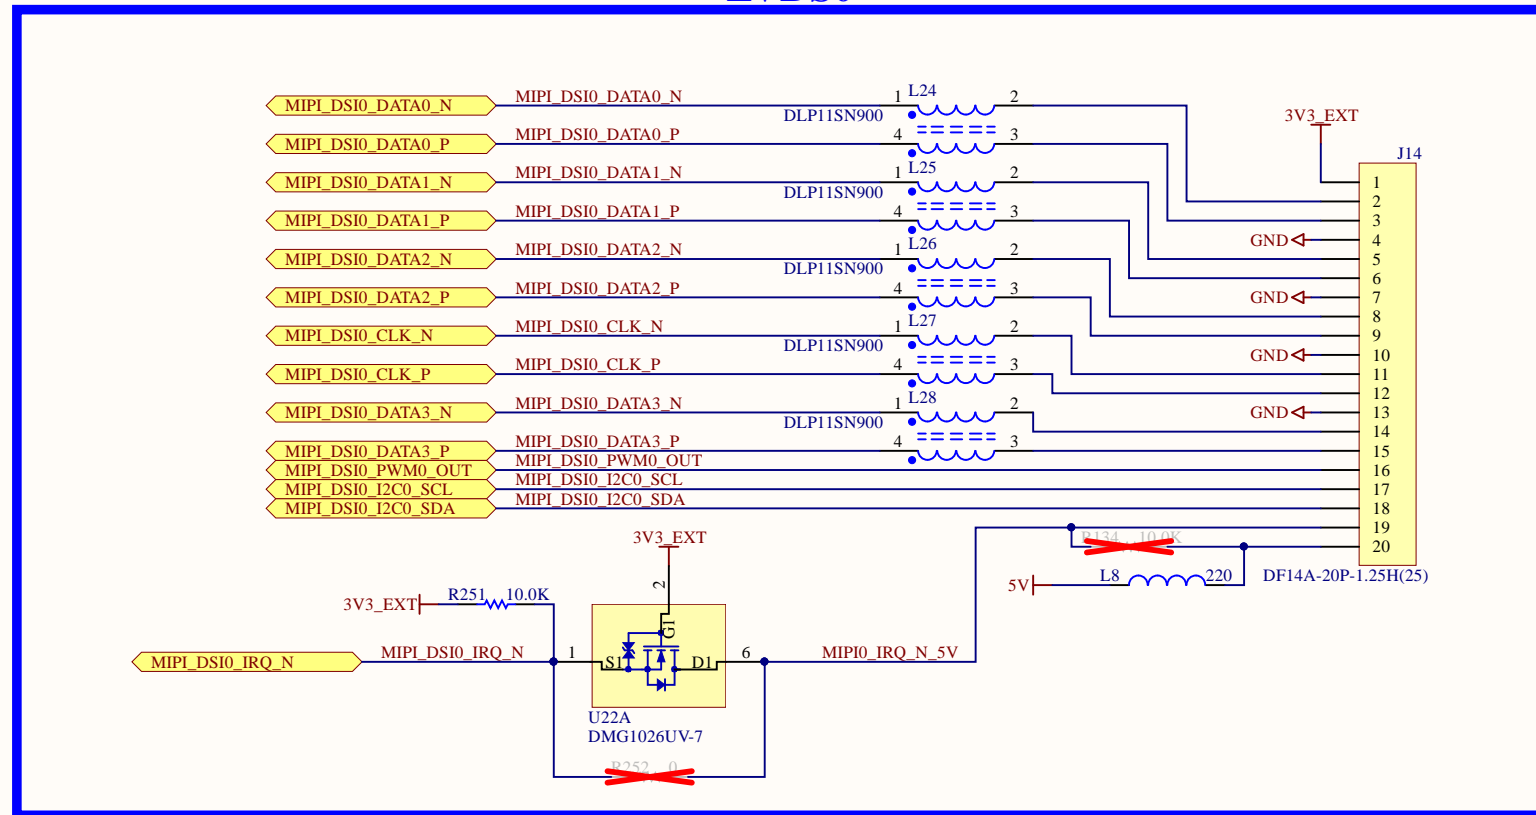 MIPI_DSI0_DATA0_N MIPI_DSI0_DATA0_N 1 L24 2
DLP11SN900
3V3_EXT
MIPI_DSI0_DATA0_P MIPI_DSI0_DATA0_P 4 3
J14
L25
MIPI_DSI0_DATA1_N MIPI_DSI0_DATA1_N 1 2 1
DLP11SN900
2
MIPI_DSI0_DATA1_P MIPI_DSI0_DATA1_P 4 3 3
GND 4
L26
MIPI_DSI0_DATA2_N MIPI_DSI0_DATA2_N 1 2 5
DLP11SN900
6
MIPI_DSI0_DATA2_P MIPI_DSI0_DATA2_P 4 3 GND 7
8
L27
MIPI_DSI0_CLK_N MIPI_DSI0_CLK_N 1 2 9
DLP11SN900
GND 10
MIPI_DSI0_CLK_P MIPI_DSI0_CLK_P 4 3 11
12
L28
MIPI_DSI0_DATA3_N MIPI_DSI0_DATA3_N 1 2 GND 13
DLP11SN900
14
MIPI_DSI0_DATA3_P MIPI_DSI0_DATA3_P 4 3 15
MIPI_DSI0_PWM0_OUT MIPI_DSI0_PWM0_OUT 16
MIPI_DSI0_I2C0_SCL MIPI_DSI0_I2C0_SCL 17
MIPI_DSI0_I2C0_SDA MIPI_DSI0_I2C0_SDA 18
19
3V3_EXT R134 10.0K
20
5V L8 220 DF14A-20P-1.25H(25)
2
3V3_EXT R251 10.0K
G1
MIPI_DSI0_IRQ_N MIPI_DSI0_IRQ_N 1 S1 D1 6 MIPI0_IRQ_N_5V
U22A
DMG1026UV-7
R252 0